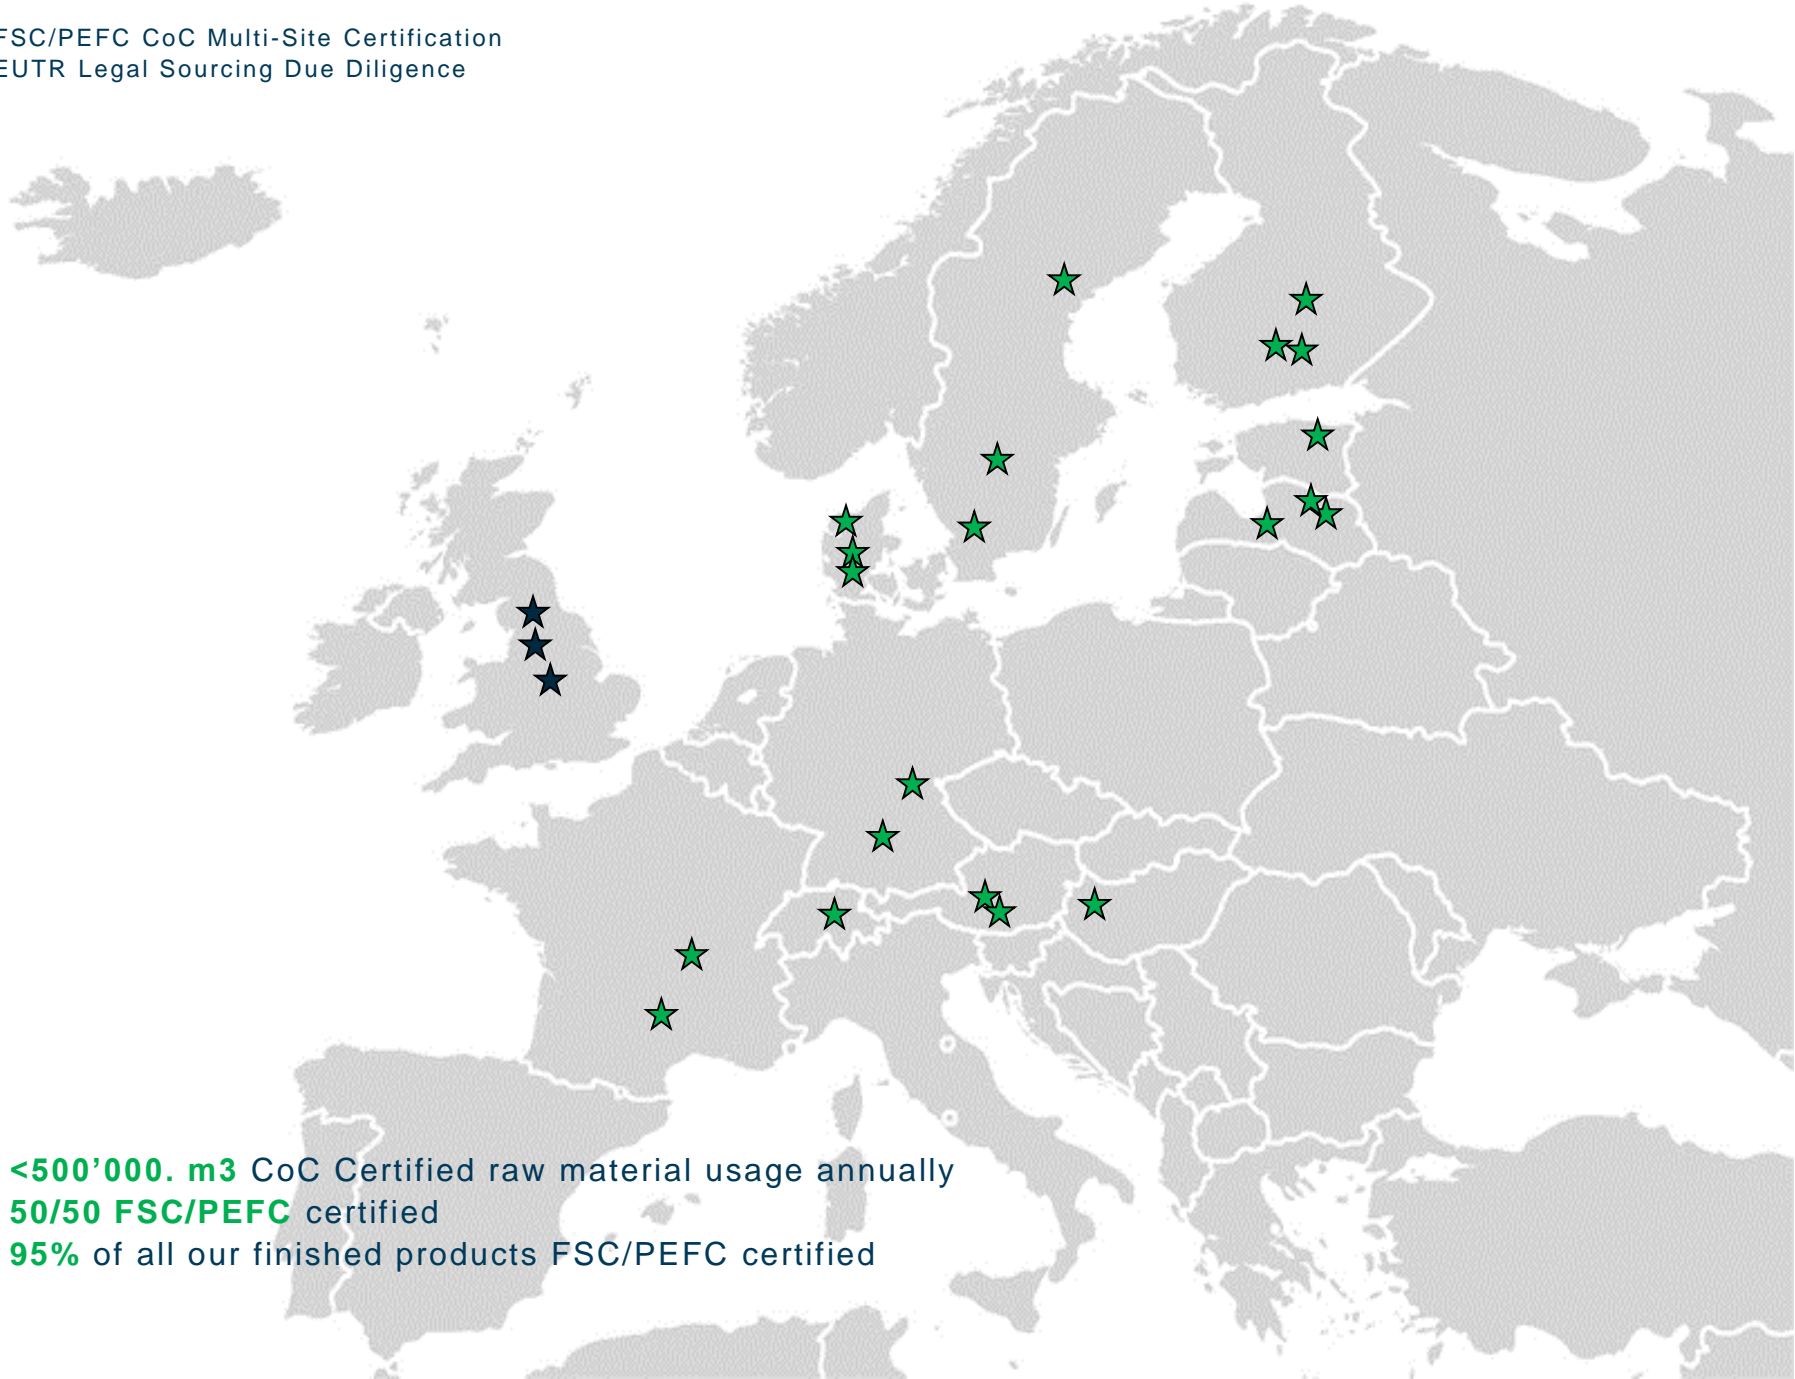 FSC/PEFC CoC Multi-Site Certification
EUTR Legal Sourcing Due Diligence
<500’000. m3 CoC Certified raw material usage annually
50/50 FSC/PEFC certified
95% of all our finished products FSC/PEFC certified